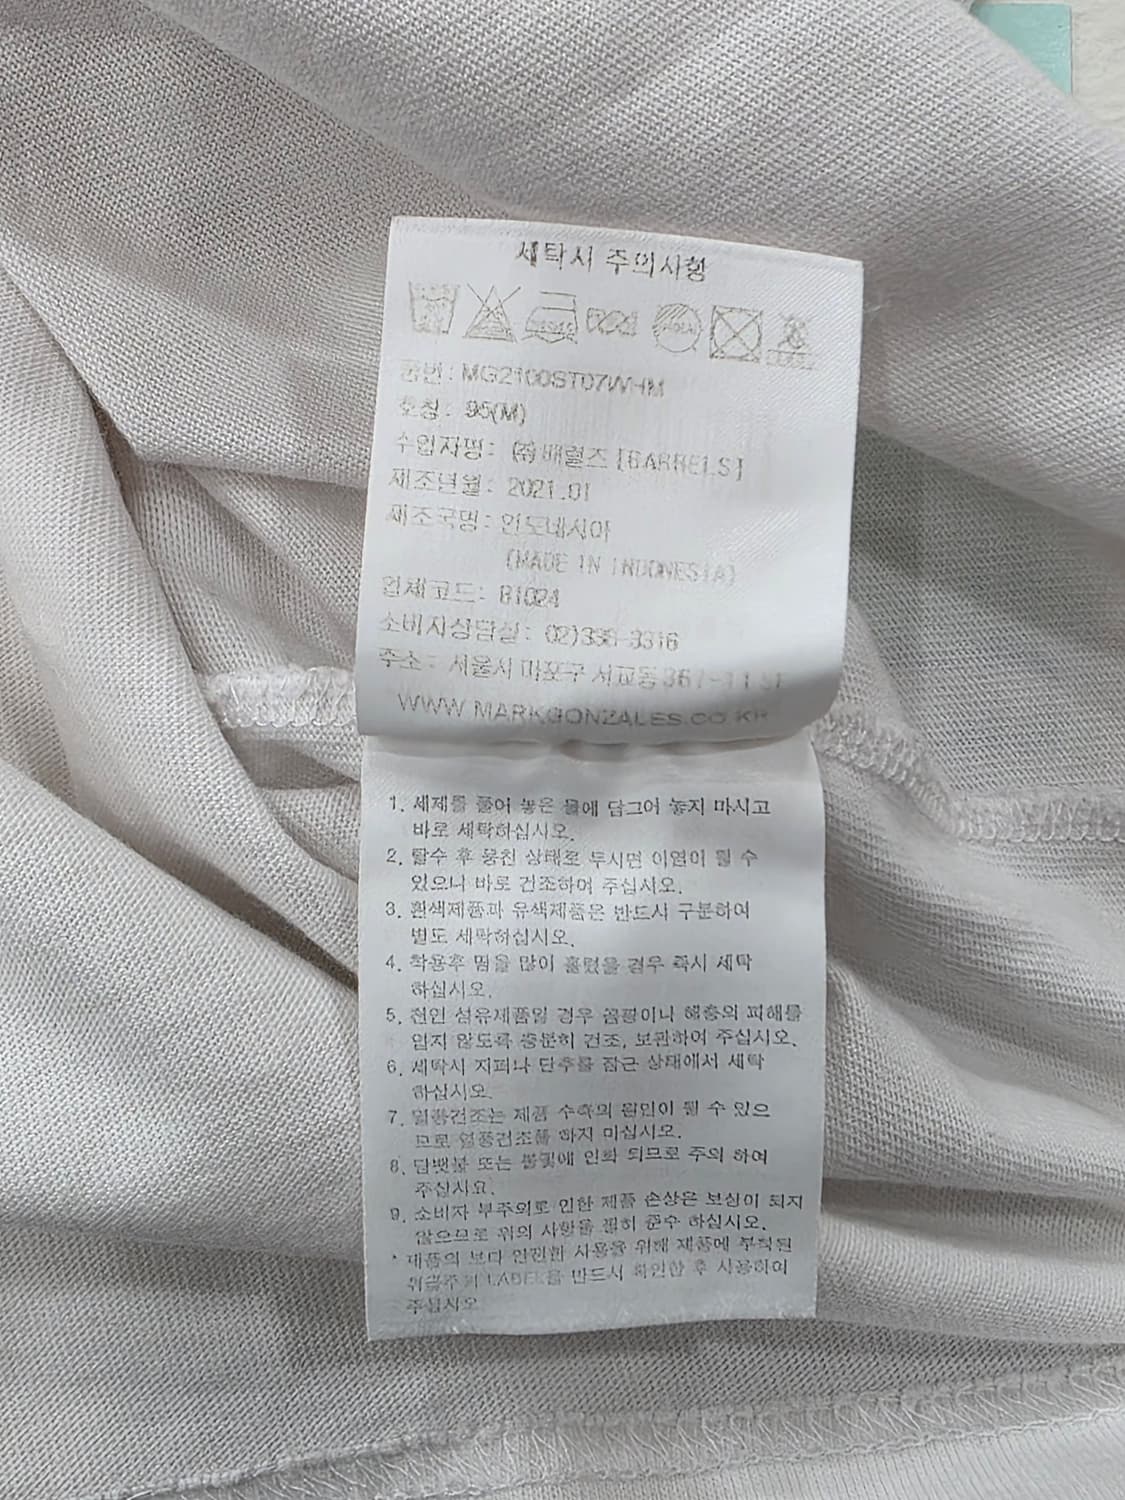 세탁시 주의사항
품번: MG2100ST07WHM
호칭: 95(M)
수입자명: ㈜배럴즈 [BARRELS]
제조년월: 2021.01
제조국명: 인도네시아
(MADE IN INDONESIA)
업체코드: B1024
소비자상담실: 02)336-3316
주소: 서울시 마포구 서교동
WWW.MARKGONZALES.CO.KR
1. 세제를 풀어 놓은 물에 담그어 놓지 마시고
바로 세탁하십시오.
2. 탈수 후 뭉친 상태로 두시면 이염이 될 수
있으니 바로 건조하여 주십시오.
3. 흰색제품과 유색제품은 반드시 구분하여
별도 세탁하십시오.
4. 착용후 땀을 많이 흘렸을 경우 즉시 세탁
하십시오.
5. 천연 섬유제품일 경우 곰팡이나 해충의 피해를
입지 않도록 충분히 건조, 보관하여 주십시오.
6. 세탁시 지퍼나 단추를 잠근 상태에서 세탁
하십시오.
7. 열풍건조는 제품 수축의 원인이 될 수 있으
므로 열풍건조를 하지 마십시오.
8. 담뱃불 또는 불꽃에 인화 되므로 주의 하여
주십시요.
9. 소비자 부주의로 인한 제품 손상은 보상이 되지
않으므로 위의 사항을 필히 준수 하십시오.
* 제품의 보다 안전한 사용을 위해 제품에 부착된
취급주의 LABEL을 반드시 확인한 후 사용하여
주십시오